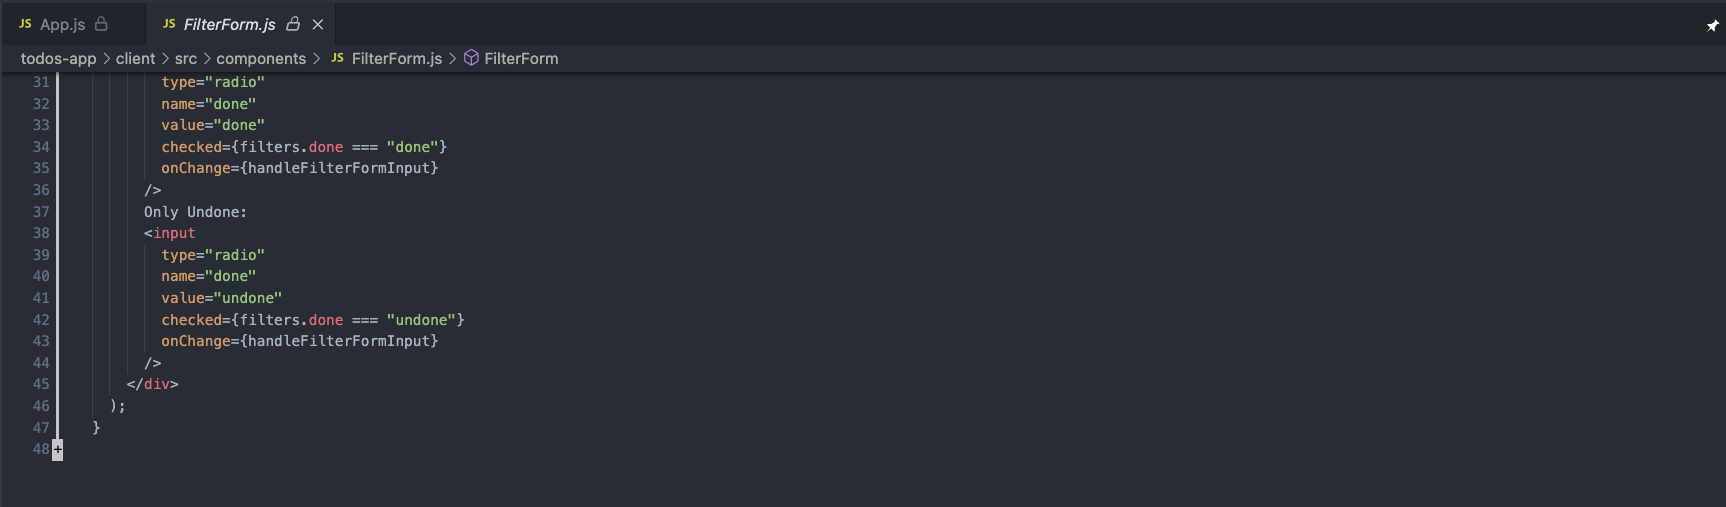 JS App.js JS FilterForm.js
todos-app > client > src > components > JS FilterForm.js > FilterForm
31 type="radio"
32 name="done"
33 value="done"
34 checked={filters.done === "done"}
35 onChange={handleFilterFormInput}
36 />
37 Only Undone:
38 <input
39 type="radio"
40 name="done"
41 value="undone"
42 checked={filters.done === "undone"}
43 onChange={handleFilterFormInput}
44 />
45 </div>
46 );
47 }
48 +